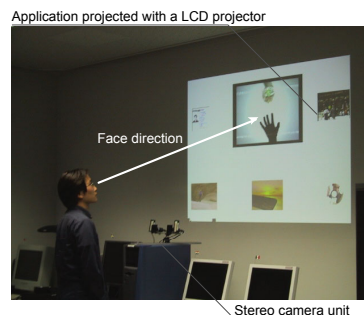 Application projected with a LCD projector
Face direction
Stereo camera unit